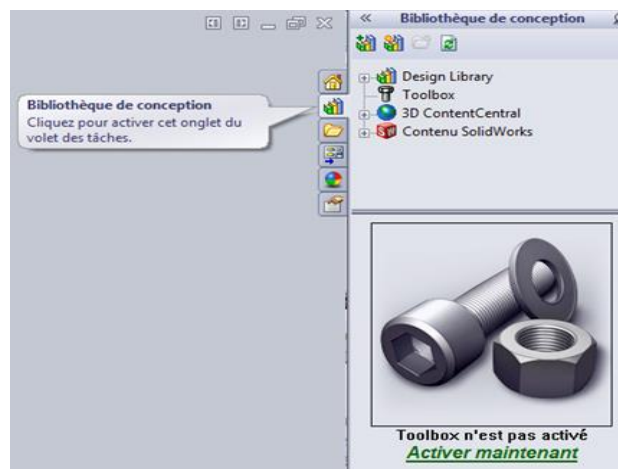 Bibliothèque de conception
Design Library
Toolbox
3D ContentCentral
Contenu SolidWorks
Bibliothèque de conception
Cliquez pour activer cet onglet du
volet des tâches.
Toolbox n'est pas activé
Activer maintenant